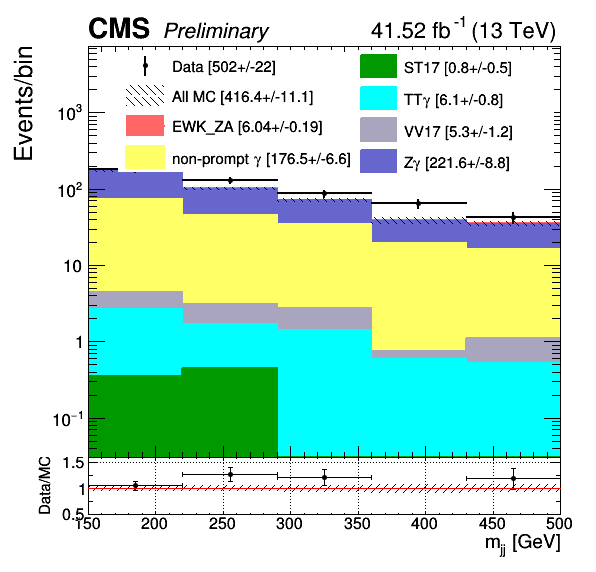 CMS Preliminary 41.52 fb⁻¹ (13 TeV)
Events/bin
Data [502+/-22]
All MC [416.4+/-11.1]
EWK_ZA [6.04+/-0.19]
non-prompt γ [176.5+/-6.6]
ST17 [0.8+/-0.5]
TTγ [6.1+/-0.8]
VV17 [5.3+/-1.2]
Zγ [221.6+/-8.8]
10³
10²
10
1
10⁻¹
Data/MC
1.5
1
0.5
150 200 250 300 350 400 450 500
m_jj [GeV]